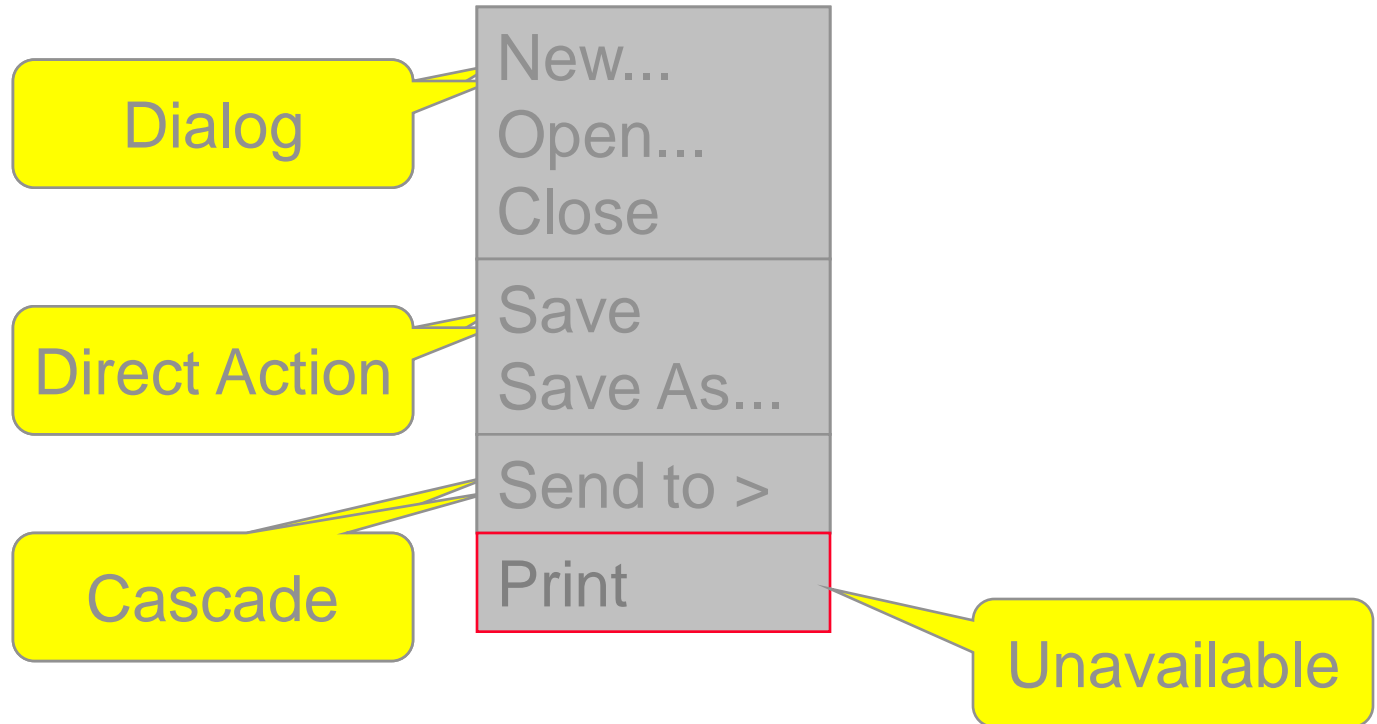 New...
Open...
Close
Save
Save As...
Send to >
Print
Dialog
Direct Action
Cascade
Unavailable